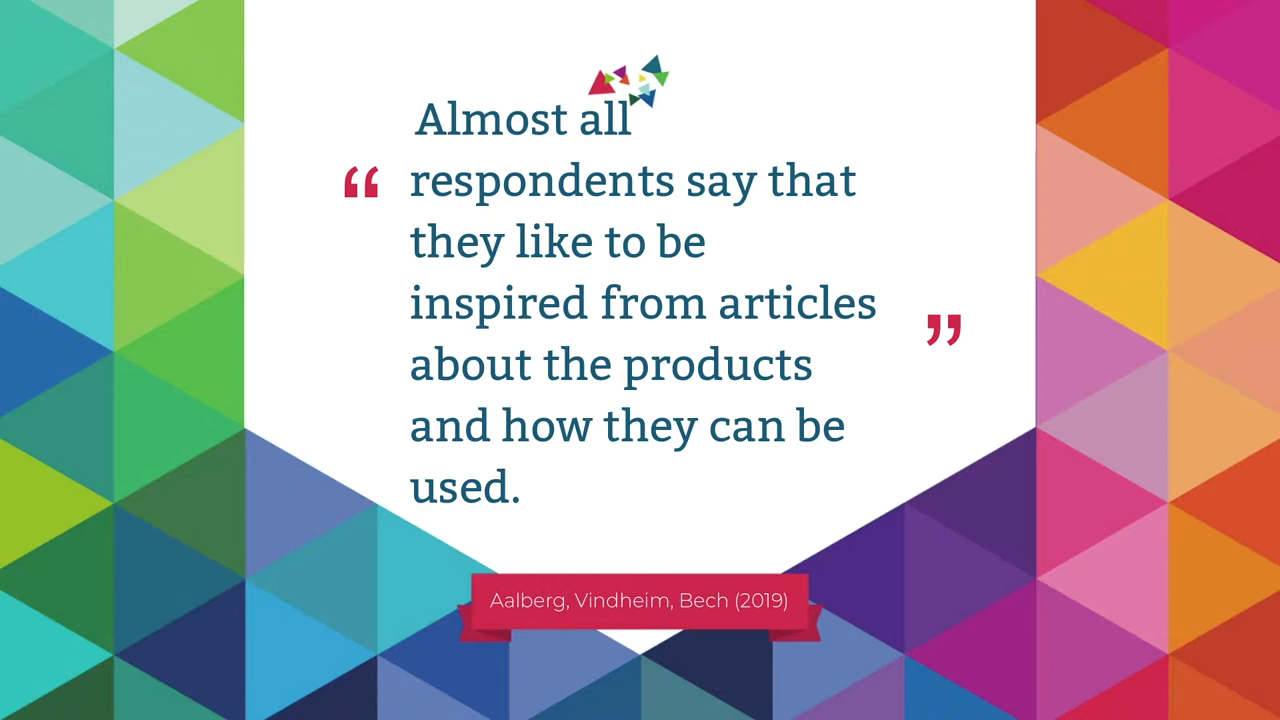 Almost all
“ respondents say that
they like to be
inspired from articles
about the products ”
and how they can be
used.
Aalberg, Vindheim, Bech (2019)